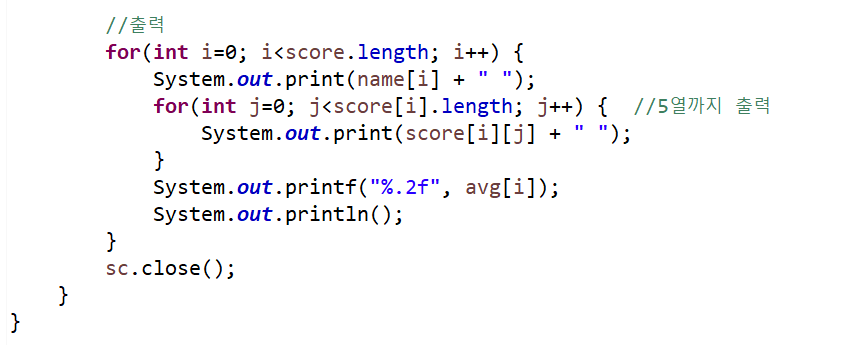 //출력
for(int i=0; i<score.length; i++) {
System.out.print(name[i] + " ");
for(int j=0; j<score[i].length; j++) {  //5열까지 출력
System.out.print(score[i][j] + " ");
}
System.out.printf("%.2f", avg[i]);
System.out.println();
}
sc.close();
}
}